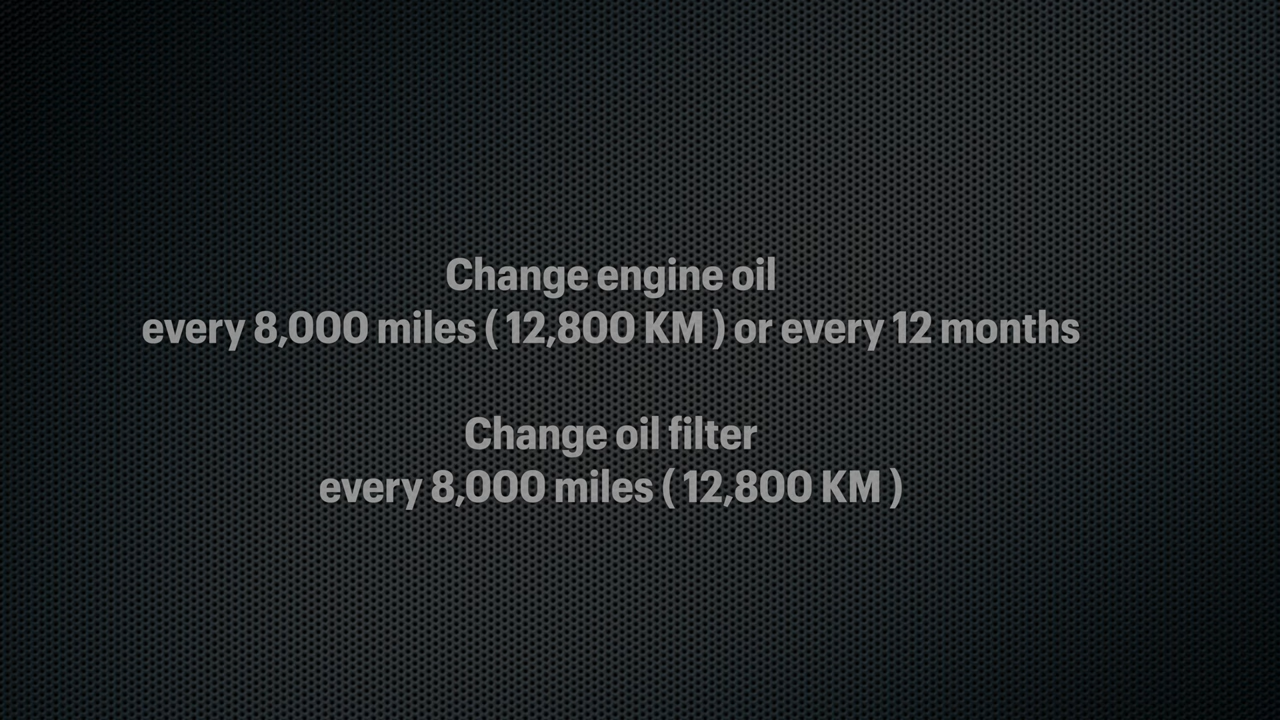 Change engine oil
every 8,000 miles ( 12,800 KM ) or every 12 months
Change oil filter
every 8,000 miles ( 12,800 KM )